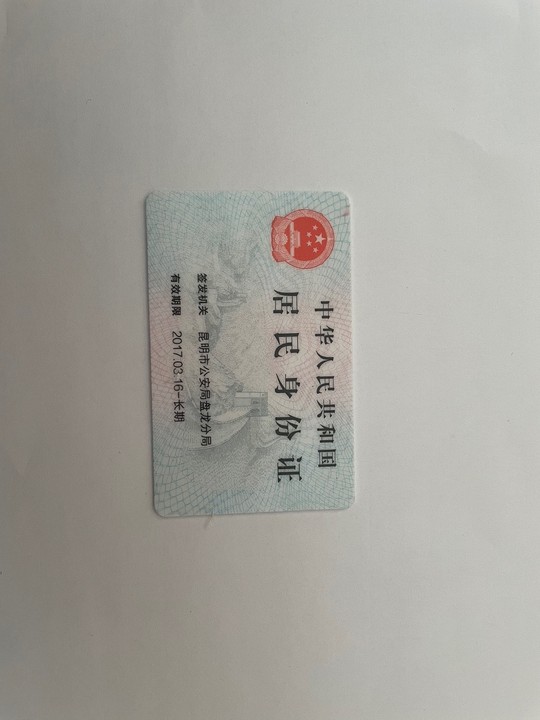 中华人民共和国
居民身份证
签发机关 昆明市公安局盘龙分局
有效期限 2017.03.16-长期